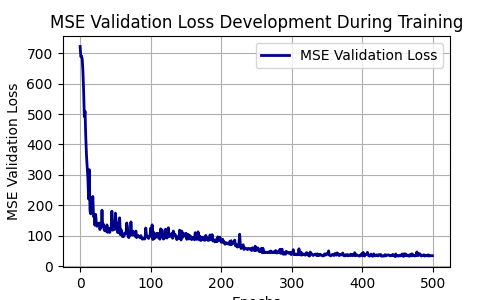 MSE Validation Loss Development During Training
MSE Validation Loss
MSE Validation Loss
700
600
500
400
300
200
100
0
0 100 200 300 400 500
Epochs